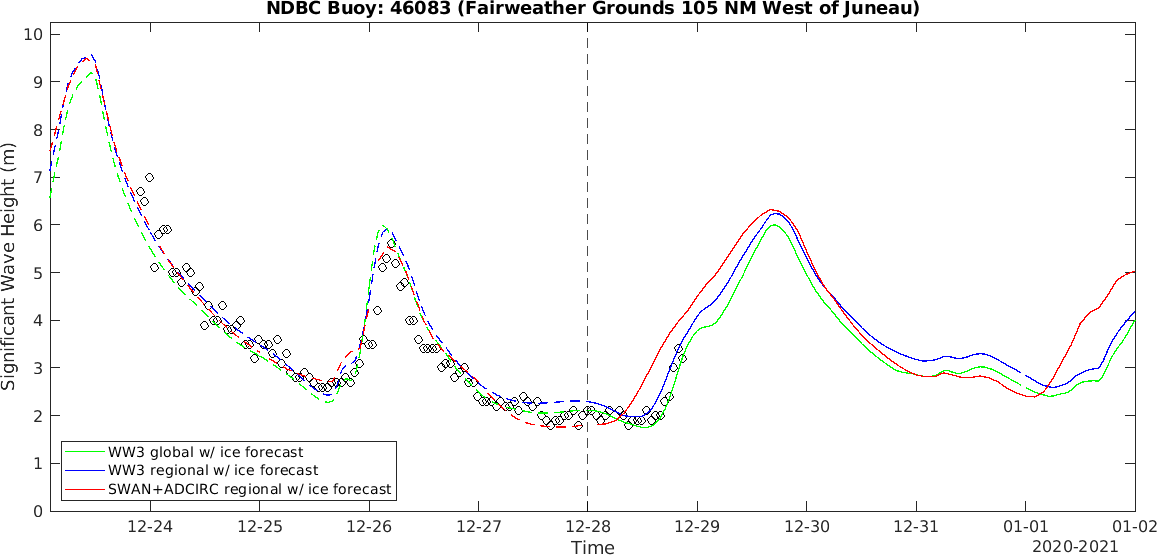 NDBC Buoy: 46083 (Fairweather Grounds 105 NM West of Juneau)
Significant Wave Height (m)
10
9
8
7
6
5
4
3
2
1
0
WW3 global w/ ice forecast
WW3 regional w/ ice forecast
SWAN+ADCIRC regional w/ ice forecast
12-24 12-25 12-26 12-27 12-28 12-29 12-30 12-31 01-01 01-02
Time
2020-2021